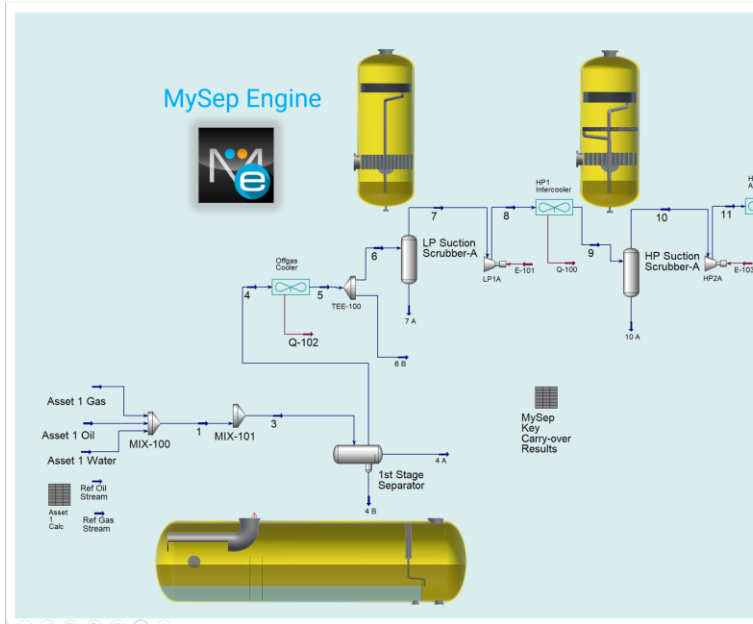 MySep Engine
M
e
HP1
Intercooler
7
8
10
11
H
A
LP Suction
Scrubber-A
HP Suction
Scrubber-A
6
9
Offgas
Cooler
LP1A
E-101
Q-100
HP2A
E-103
4
5
TEE-100
7 A
10 A
Q-102
6 B
Asset 1 Gas
1
3
MIX-100
MIX-101
Asset 1 Oil
Asset 1 Water
4 A
1st Stage
Separator
4 B
MySep
Key
Carry-over
Results
Ref Oil
Stream
Asset
1
Calc
Ref Gas
Stream